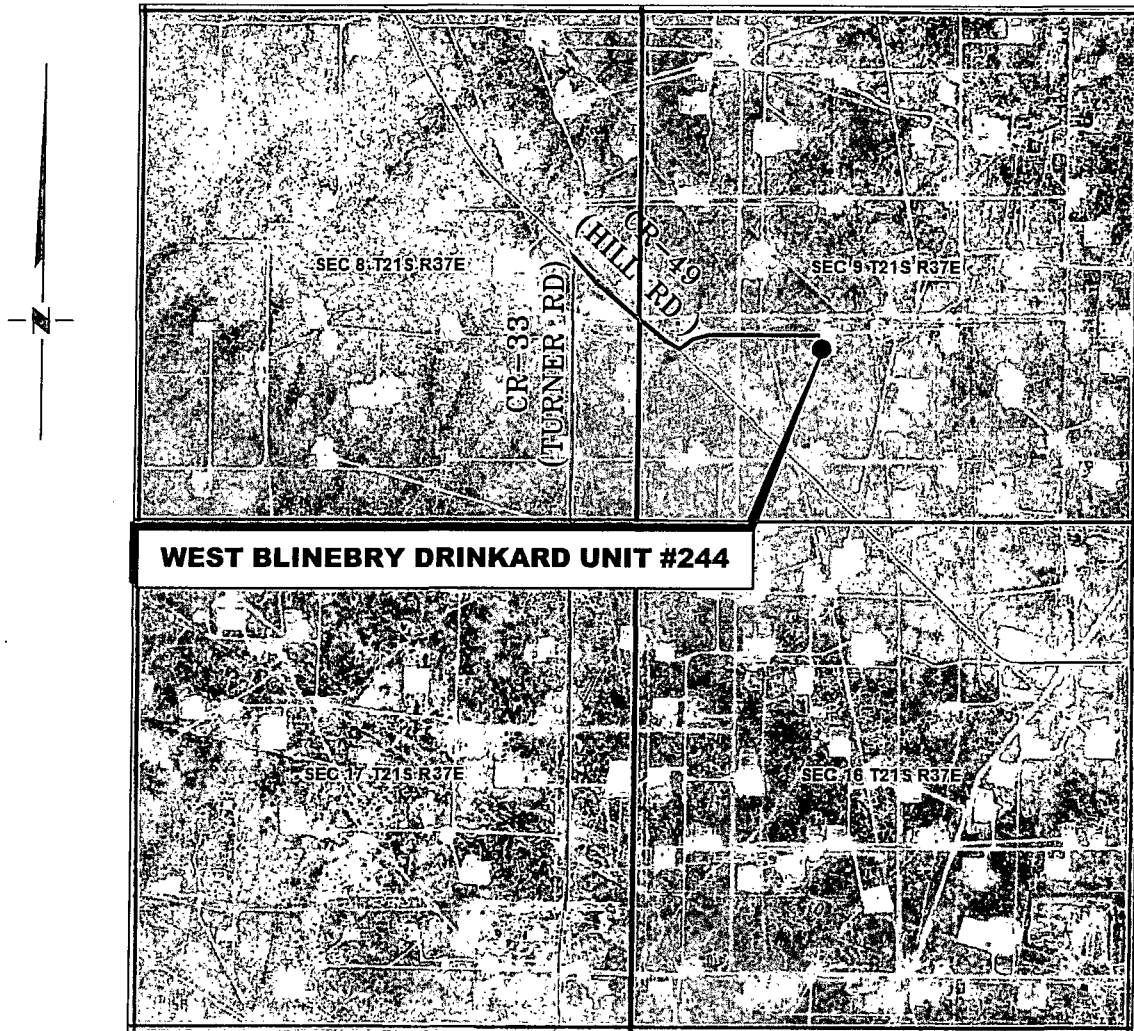 SEC 8 T21S R37E
CR-49
(HILL RD)
SEC 9 T21S R37E
CR-33
(TURNER RD)
WEST BLINEBRY DRINKARD UNIT #244
SEC 17 T21S R37E
SEC 16 T21S R37E
N